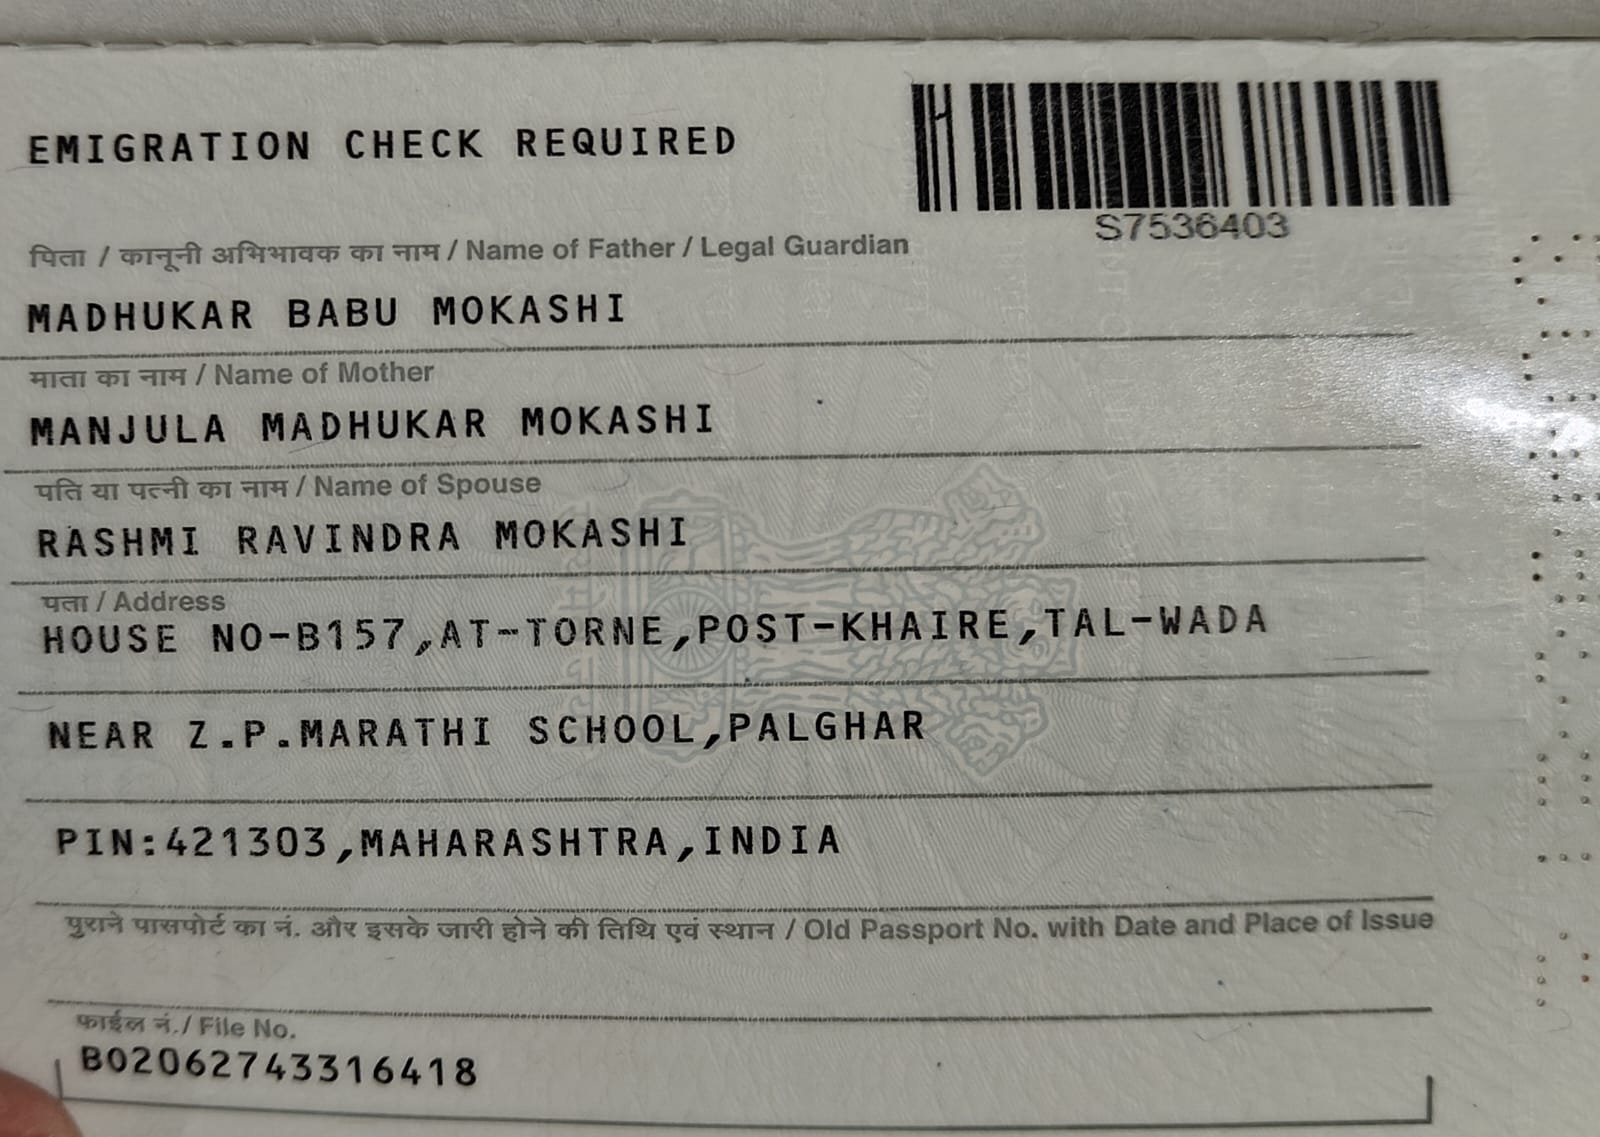 EMIGRATION CHECK REQUIRED
S7536403
पिता / कानूनी अभिभावक का नाम / Name of Father / Legal Guardian
MADHUKAR BABU MOKASHI
माता का नाम / Name of Mother
MANJULA MADHUKAR MOKASHI
पति या पत्नी का नाम / Name of Spouse
RASHMI RAVINDRA MOKASHI
पता / Address
HOUSE NO-B157,AT-TORNE,POST-KHAIRE,TAL-WADA
NEAR Z.P.MARATHI SCHOOL,PALGHAR
PIN:421303,MAHARASHTRA,INDIA
पुराने पासपोर्ट का नं. और इसके जारी होने की तिथि एवं स्थान / Old Passport No. with Date and Place of Issue
फाईल नं./ File No.
B02062743316418